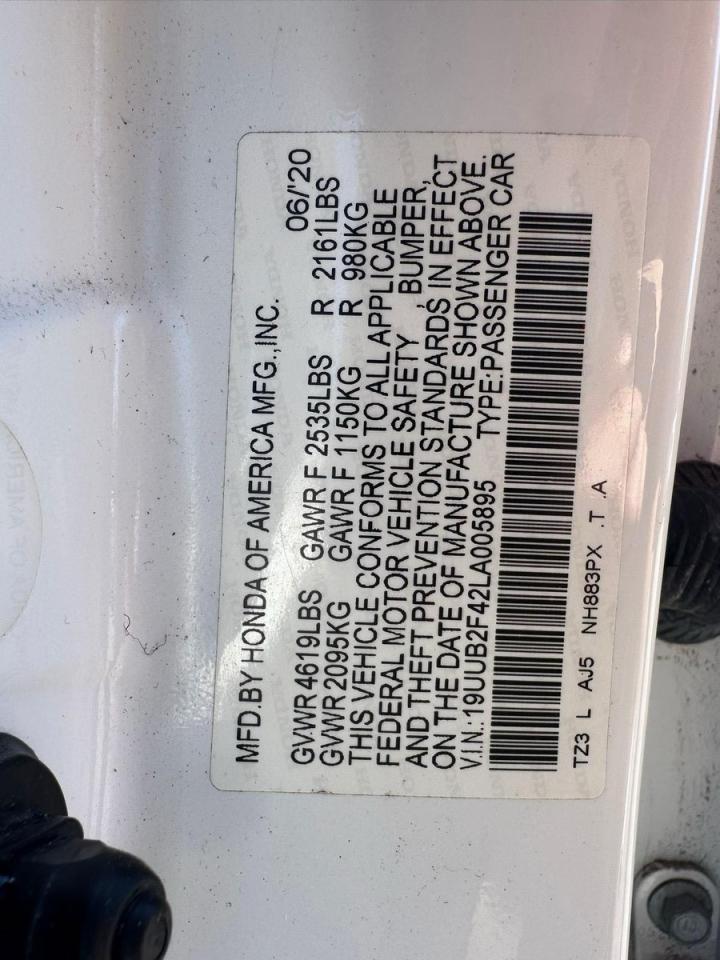 MFD.BY HONDA OF AMERICA MFG.,INC. 06/'20
GVWR 4619LBS GAWR F 2535LBS R 2161LBS
GVWR 2095KG GAWR F 1150KG R 980KG
THIS VEHICLE CONFORMS TO ALL APPLICABLE
FEDERAL MOTOR VEHICLE SAFETY , BUMPER,
AND THEFT PREVENTION STANDARDS IN EFFECT
ON THE DATE OF MANUFACTURE SHOWN ABOVE.
V.I.N.:19UUB2F42LA005895 TYPE:PASSENGER CAR
TZ3 L AJ5 NH883PX .T .A